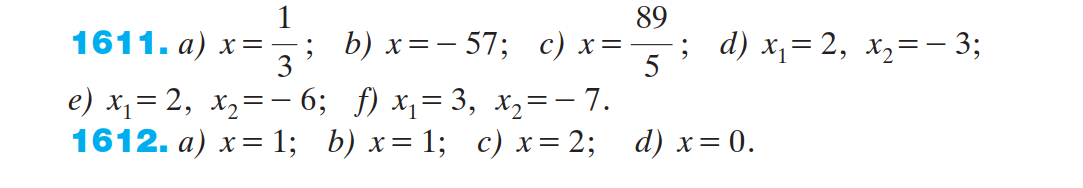 1611. a) x = 1/3; b) x = – 57; c) x = 89/5; d) x₁ = 2, x₂ = – 3;
e) x₁ = 2, x₂ = – 6; f) x₁ = 3, x₂ = – 7.
1612. a) x = 1; b) x = 1; c) x = 2; d) x = 0.